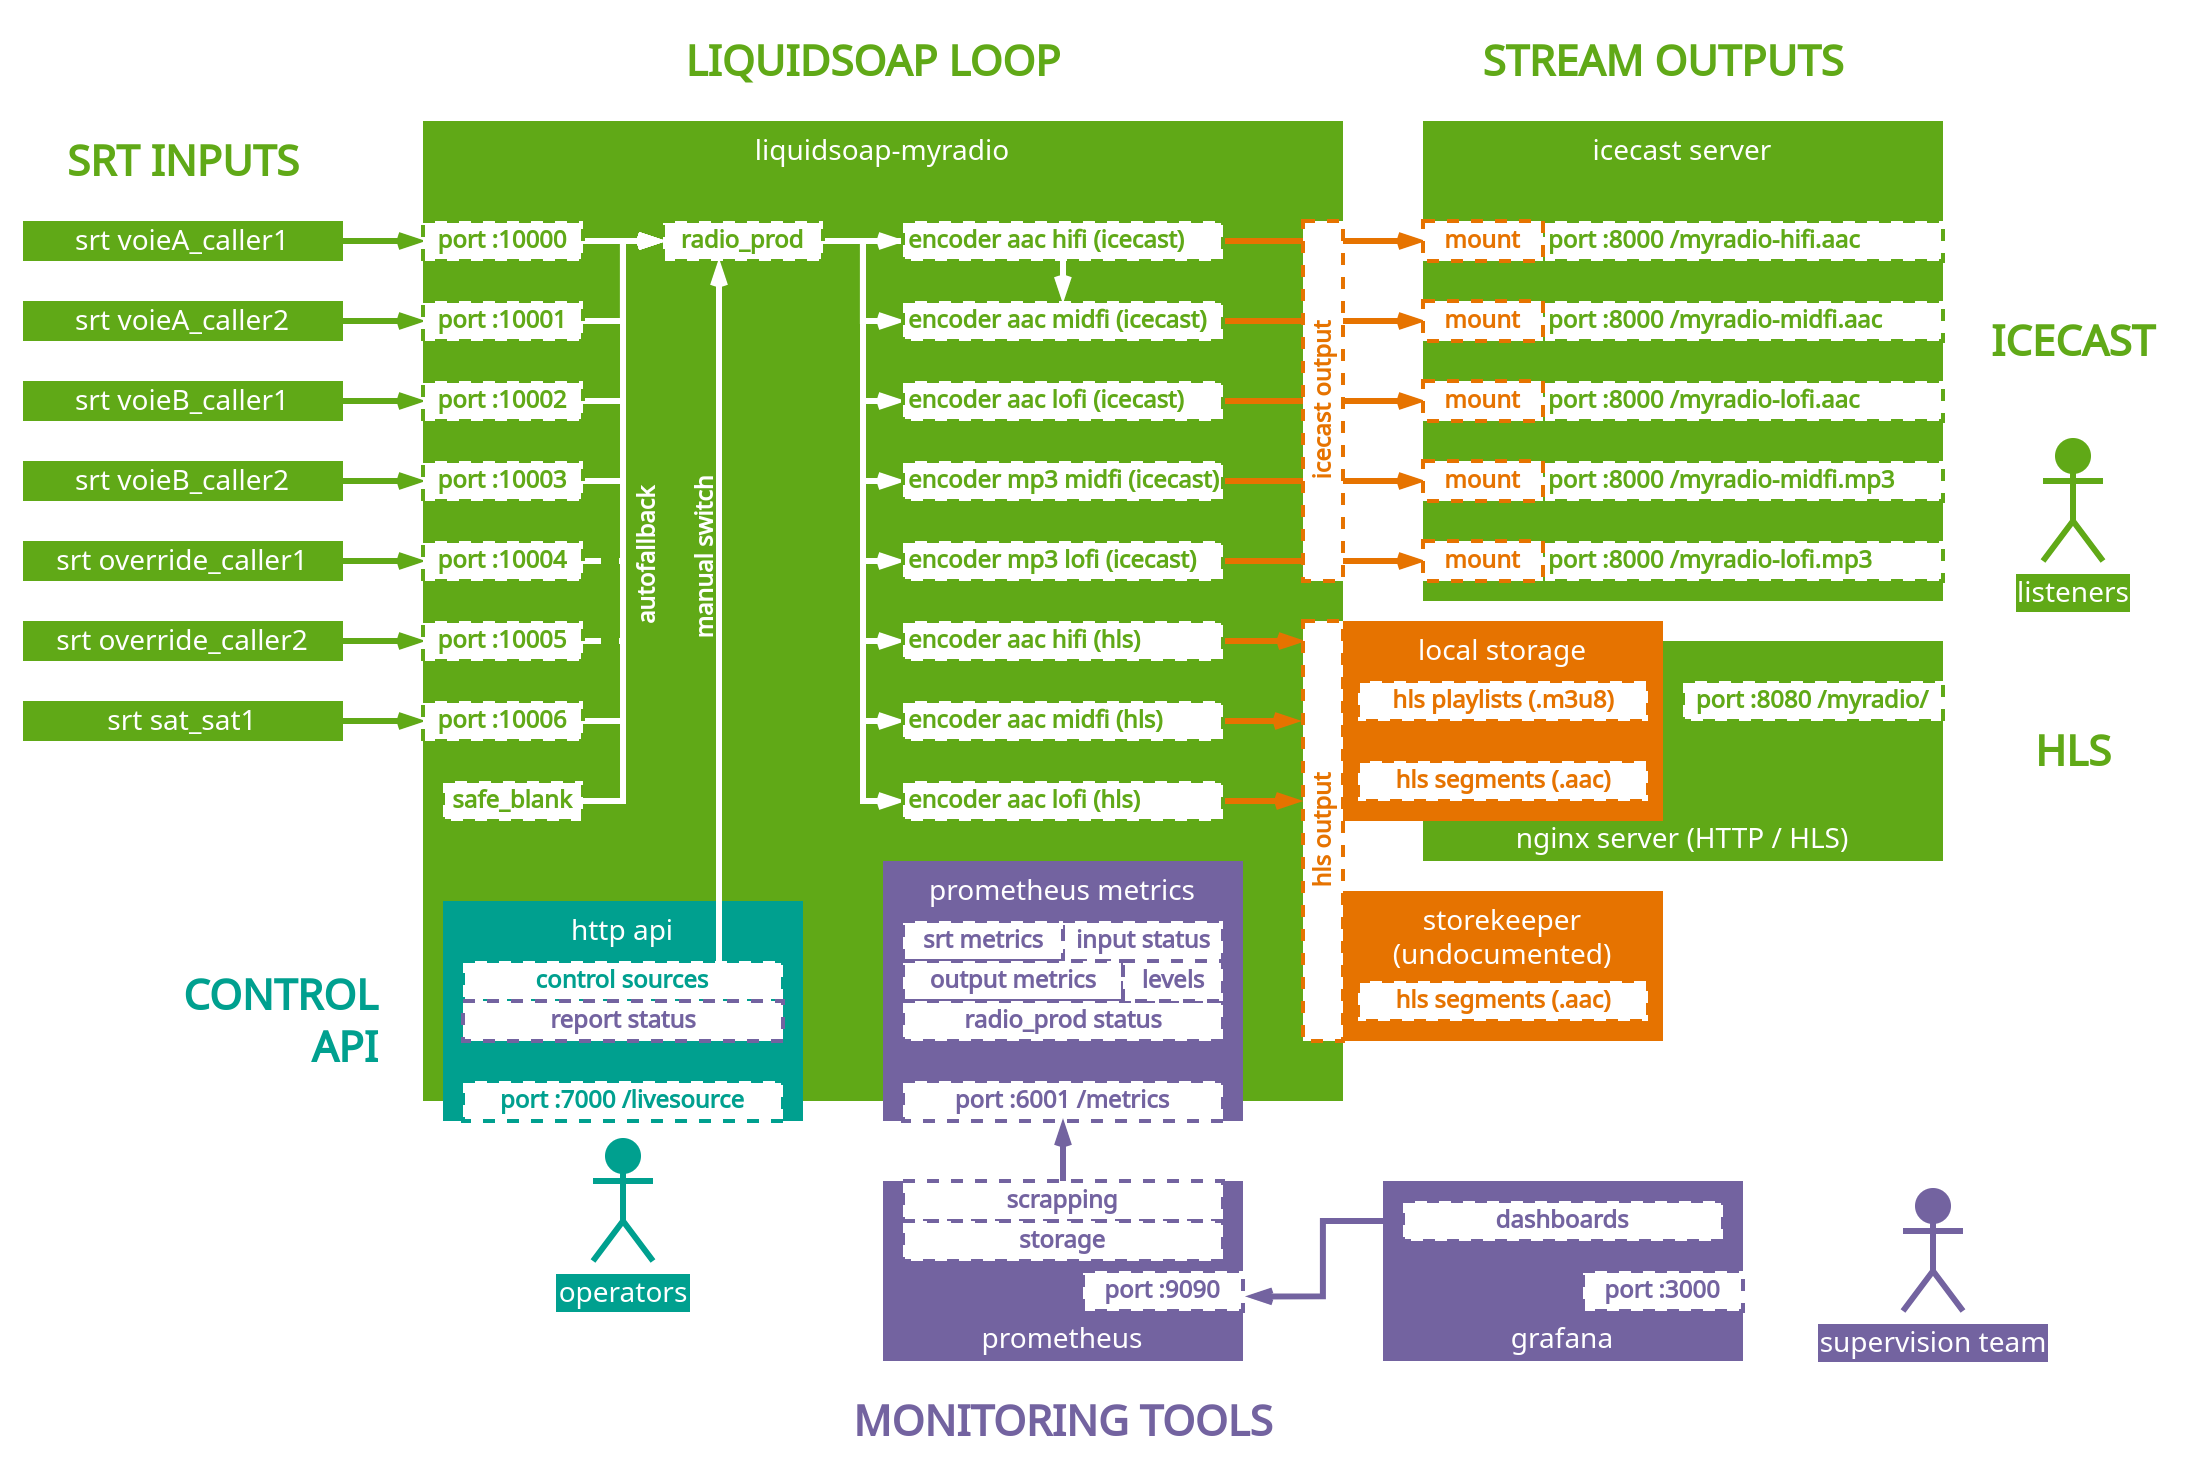 LIQUIDSOAP LOOP
STREAM OUTPUTS
SRT INPUTS
liquidsoap-myradio
icecast server
srt voieA_caller1
port :10000
radio_prod
encoder aac hifi (icecast)
mount
port :8000 /myradio-hifi.aac
srt voieA_caller2
port :10001
encoder aac midfi (icecast)
mount
port :8000 /myradio-midfi.aac
ICECAST
srt voieB_caller1
port :10002
encoder aac lofi (icecast)
icecast output
mount
port :8000 /myradio-lofi.aac
srt voieB_caller2
port :10003
encoder mp3 midfi (icecast)
mount
port :8000 /myradio-midfi.mp3
srt override_caller1
port :10004
autofallback
manual switch
encoder mp3 lofi (icecast)
mount
port :8000 /myradio-lofi.mp3
listeners
srt override_caller2
port :10005
encoder aac hifi (hls)
local storage
srt sat_sat1
port :10006
encoder aac midfi (hls)
hls playlists (.m3u8)
port :8080 /myradio/
HLS
safe_blank
encoder aac lofi (hls)
hls output
hls segments (.aac)
nginx server (HTTP / HLS)
prometheus metrics
http api
srt metrics
input status
storekeeper
(undocumented)
CONTROL
API
control sources
output metrics
levels
hls segments (.aac)
report status
radio_prod status
port :7000 /livesource
port :6001 /metrics
operators
scrapping
storage
port :9090
prometheus
dashboards
port :3000
grafana
supervision team
MONITORING TOOLS